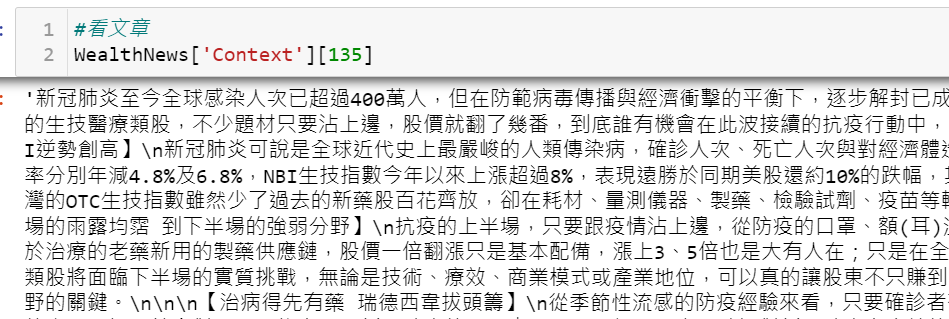 1 #看文章
2 WealthNews['Context'][135]
'新冠肺炎至今全球感染人次已超過400萬人，但在防範病毒傳播與經濟衝擊的平衡下，逐步解封已成
的生技醫療類股，不少題材只要沾上邊，股價就翻了幾番，到底誰有機會在此波接續的抗疫行動中，
I逆勢創高】\n新冠肺炎可說是全球近代史上最嚴峻的人類傳染病，確診人次、死亡人次與對經濟體
率分別年減4.8%及6.8%，NBI生技指數今年以來上漲超過8%，表現遠勝於同期美股還約10%的跌幅，
灣的OTC生技指數雖然少了過去的新藥股百花齊放，卻在耗材、量測儀器、製藥、檢驗試劑、疫苗等
場的雨露均霑 到下半場的強弱分野】\n抗疫的上半場，只要跟疫情沾上邊，從防疫的口罩、額(耳)
於治療的老藥新用的製藥供應鏈，股價一倍翻漲只是基本配備，漲上3、5倍也是大有人在；只是在全
類股將面臨下半場的實質挑戰，無論是技術、療效、商業模式或產業地位，可以真的讓股東不只賺到
野的關鍵。\n\n\n【治病得先有藥 瑞德西韋拔頭籌】\n從季節性流感的防疫經驗來看，只要確診者